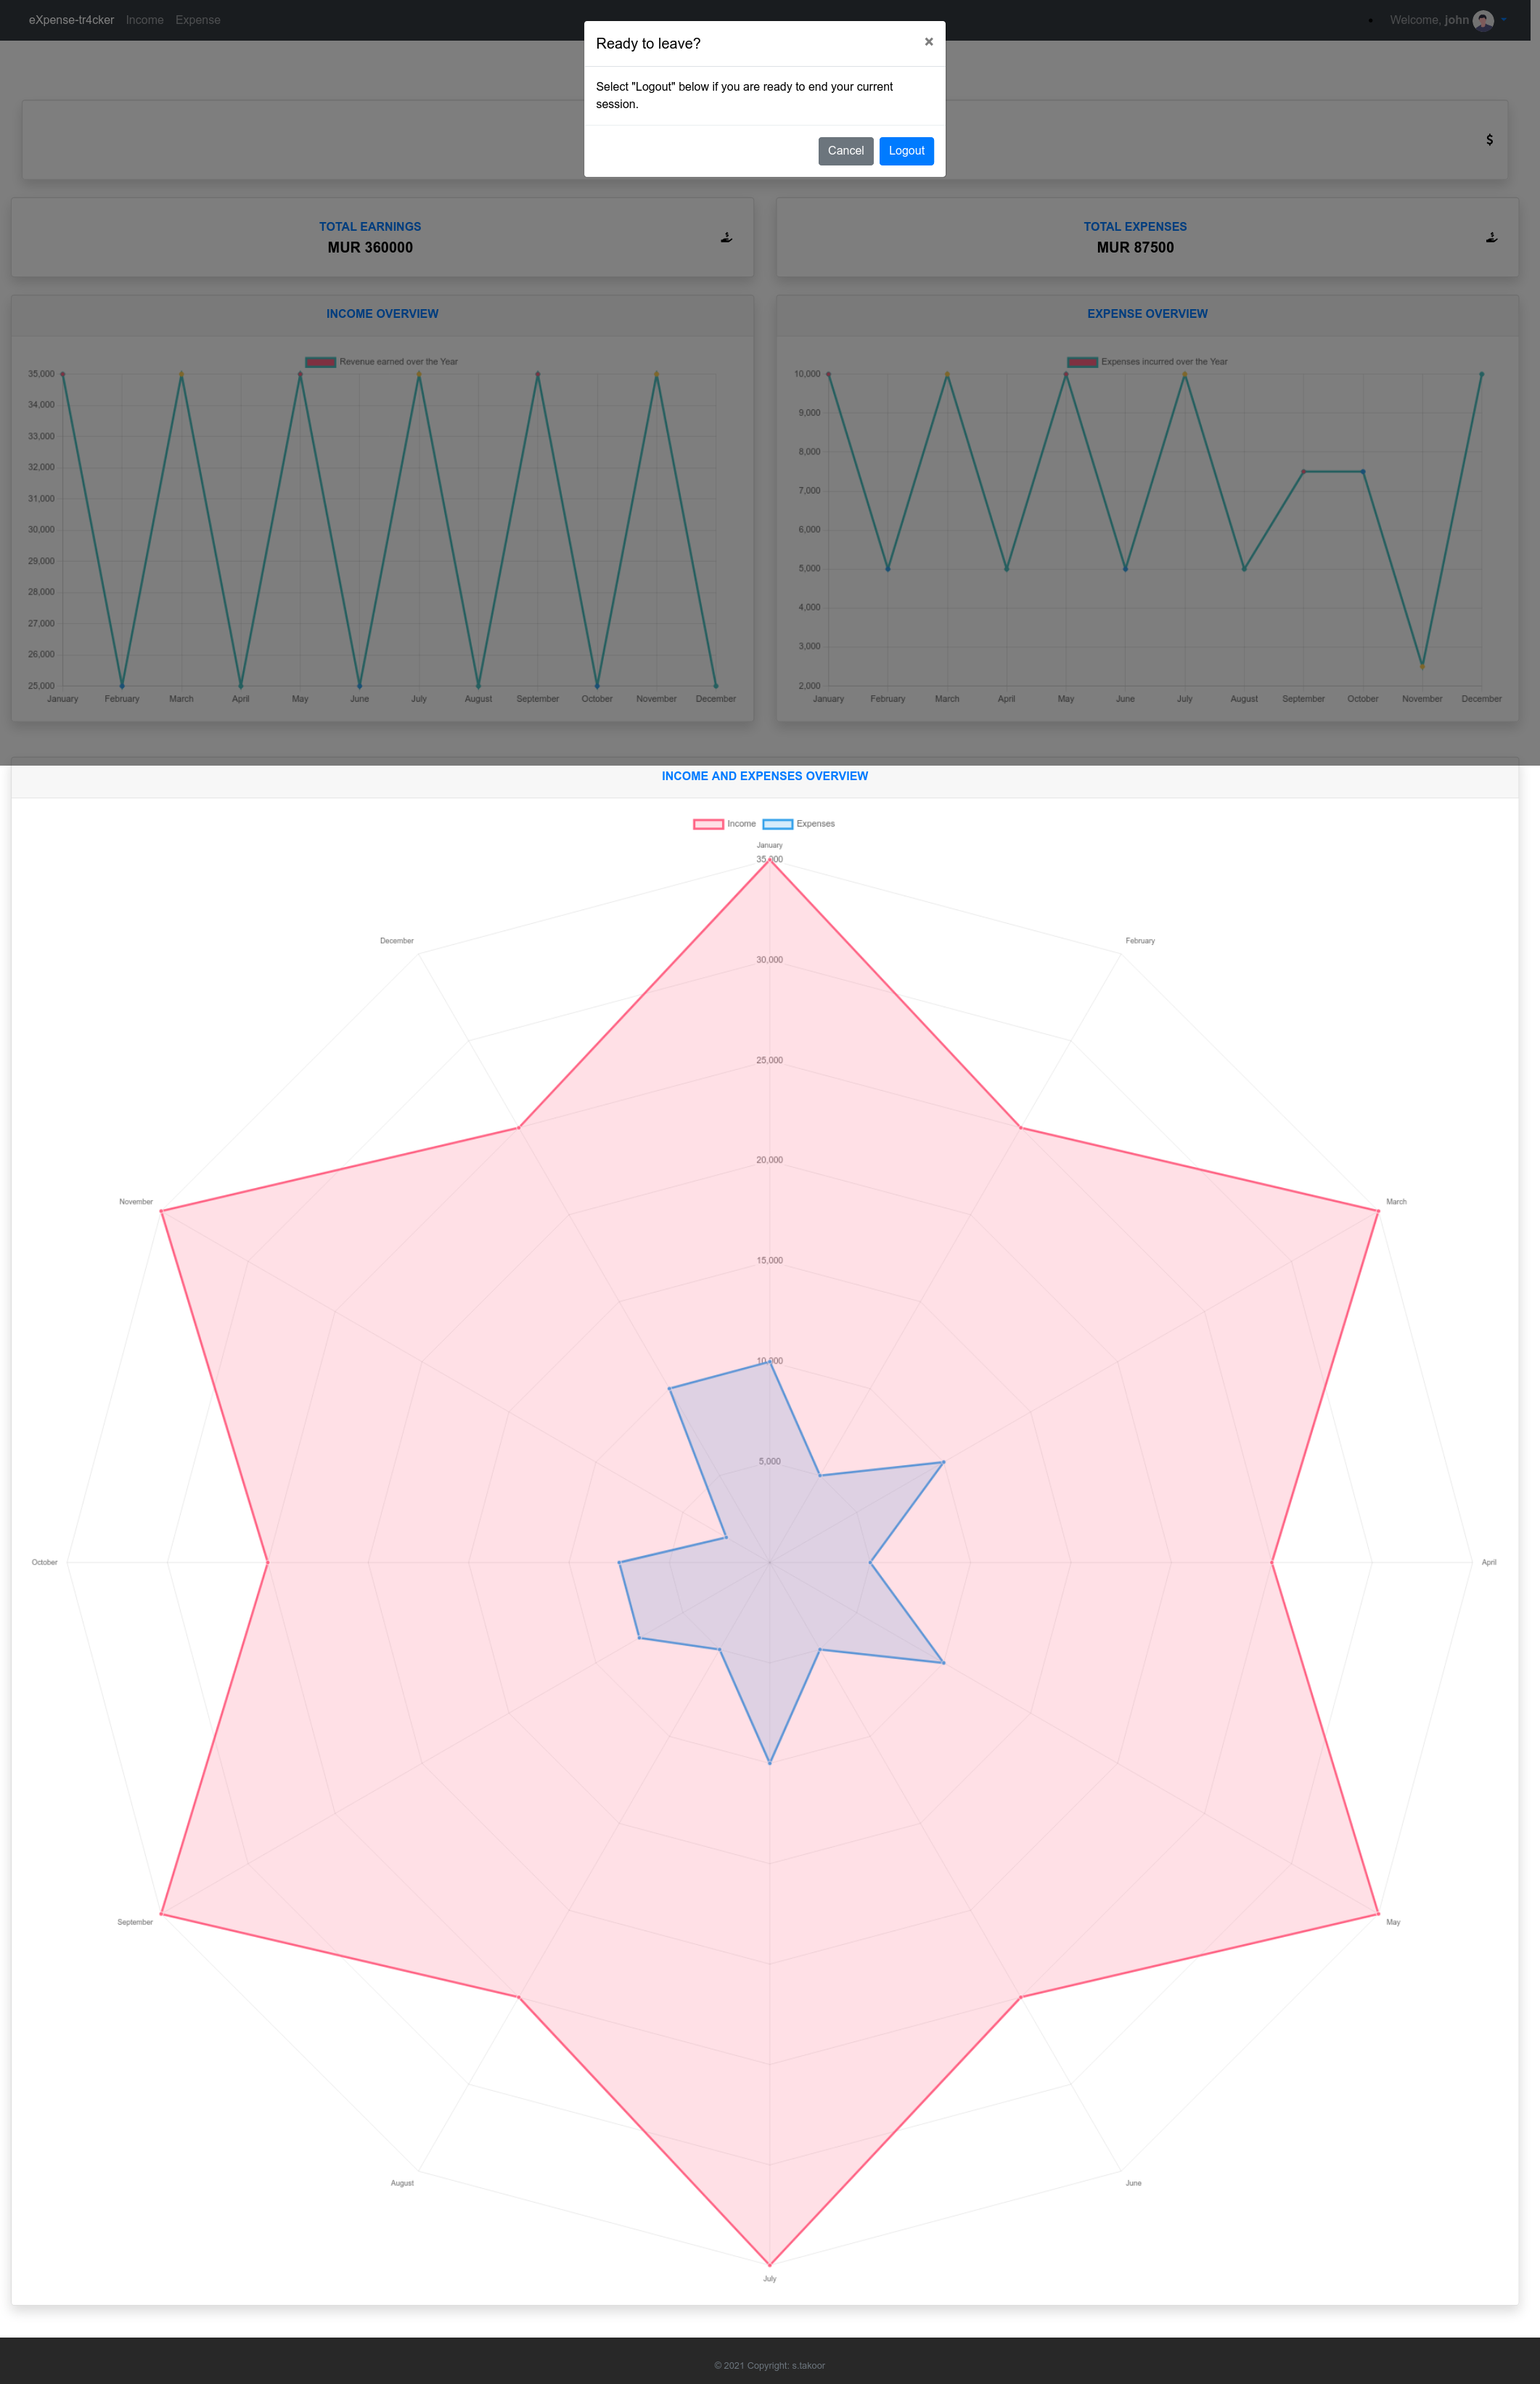 eXpense-tr4cker Income Expense
Welcome, john
Ready to leave?
×
Select "Logout" below if you are ready to end your current
session.
Cancel Logout
$
TOTAL EARNINGS
MUR 360000
TOTAL EXPENSES
MUR 87500
INCOME OVERVIEW
Revenue earned over the Year
35,000
34,000
33,000
32,000
31,000
30,000
29,000
28,000
27,000
26,000
25,000
January February March April May June July August September October November December
EXPENSE OVERVIEW
Expenses incurred over the Year
10,000
9,000
8,000
7,000
6,000
5,000
4,000
3,000
2,000
January February March April May June July August September October November December
INCOME AND EXPENSES OVERVIEW
Income Expenses
January
35,000
December February
30,000
25,000
20,000
November March
15,000
10,000
5,000
October April
September May
August June
July
© 2021 Copyright: s.takoor